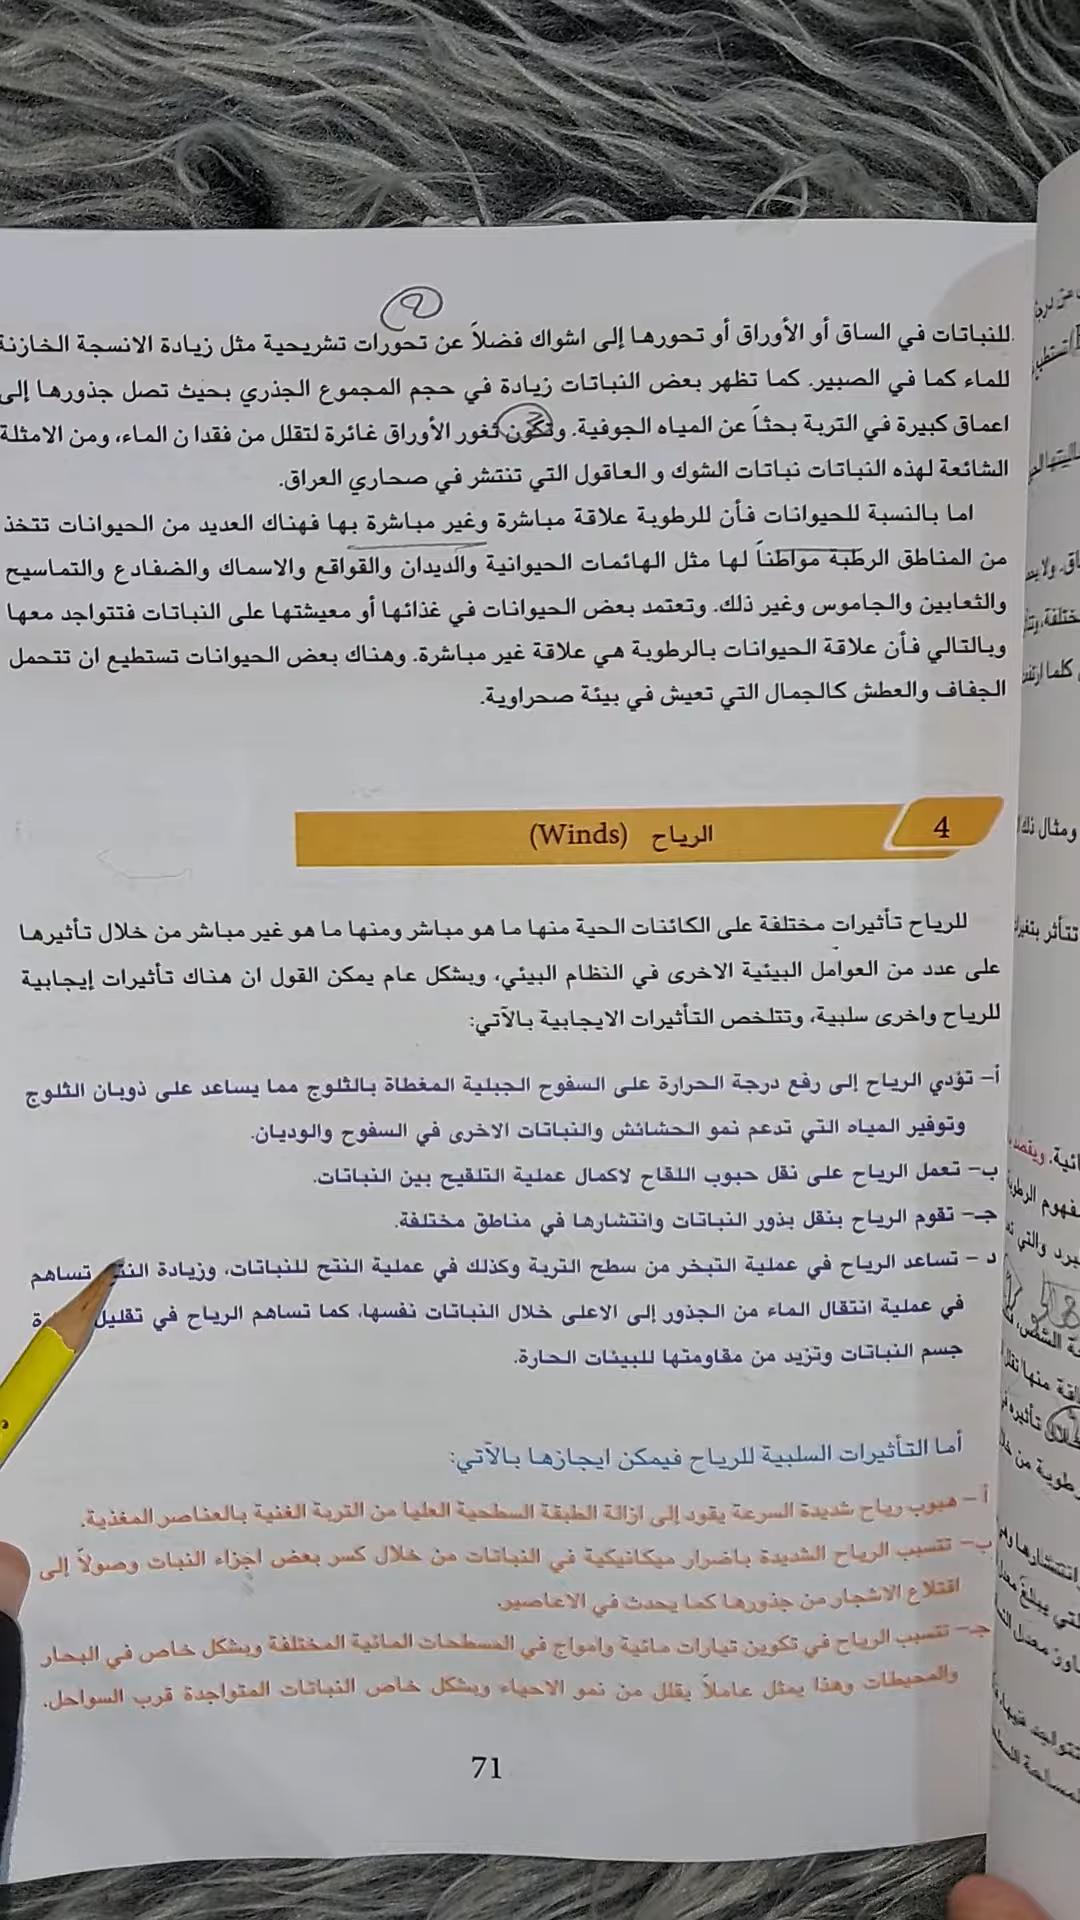 للنباتات في الساق أو الأوراق أو تحورها إلى اشواك فضلاً عن تحورات تشريحية مثل زيادة الانسجة الخازنة
للماء كما في الصبير. كما تظهر بعض النباتات زيادة في حجم المجموع الجذري بحيث تصل جذورها إلى
اعماق كبيرة في التربة بحثاً عن المياه الجوفية. وتكون ثغور الأوراق غائرة لتقلل من فقدان الماء، ومن الامثلة
الشائعة لهذه النباتات نباتات الشوك و العاقول التي تنتشر في صحاري العراق.
اما بالنسبة للحيوانات فأن للرطوبة علاقة مباشرة وغير مباشرة بها فهناك العديد من الحيوانات تتخذ
من المناطق الرطبة مواطناً لها مثل الهائمات الحيوانية والديدان والقواقع والاسماك والضفادع والتماسيح
والثعابين والجاموس وغير ذلك. وتعتمد بعض الحيوانات في غذائها أو معيشتها على النباتات فتتواجد معها
وبالتالي فأن علاقة الحيوانات بالرطوبة هي علاقة غير مباشرة. وهناك بعض الحيوانات تستطيع ان تتحمل
الجفاف والعطش كالجمال التي تعيش في بيئة صحراوية.
4 الرياح (Winds)
للرياح تأثيرات مختلفة على الكائنات الحية منها ما هو مباشر ومنها ما هو غير مباشر من خلال تأثيرها
على عدد من العوامل البيئية الاخرى في النظام البيئي، وبشكل عام يمكن القول ان هناك تأثيرات إيجابية
للرياح واخرى سلبية، وتتلخص التأثيرات الايجابية بالآتي:
أ– تؤدي الرياح إلى رفع درجة الحرارة على السفوح الجبلية المغطاة بالثلوج مما يساعد على ذوبان الثلوج
وتوفير المياه التي تدعم نمو الحشائش والنباتات الاخرى في السفوح والوديان.
ب– تعمل الرياح على نقل حبوب اللقاح لاكمال عملية التلقيح بين النباتات.
جـ– تقوم الرياح بنقل بذور النباتات وانتشارها في مناطق مختلفة.
د – تساعد الرياح في عملية التبخر من سطح التربة وكذلك في عملية النتح للنباتات، وزيادة تساهم
في عملية انتقال الماء من الجذور إلى الاعلى خلال النباتات نفسها، كما تساهم الرياح في تقليل
جسم النباتات وتزيد من مقاومتها للبيئات الحارة.
أما التأثيرات السلبية للرياح فيمكن ايجازها بالآتي:
أ – هبوب رياح شديدة السرعة يقود إلى ازالة الطبقة السطحية العليا من التربة الغنية بالعناصر المغذية.
ب– تتسبب الرياح الشديدة باضرار ميكانيكية في النباتات من خلال كسر بعض اجزاء النبات وصولاً إلى
اقتلاع الاشجار من جذورها كما يحدث في الاعاصير.
جـ– تتسبب الرياح في تكوين تيارات مائية وامواج في المسطحات المائية المختلفة وبشكل خاص في البحار
والمحيطات وهذا يمثل عاملاً يقلل من نمو الاحياء وبشكل خاص النباتات المتواجدة قرب السواحل.
71